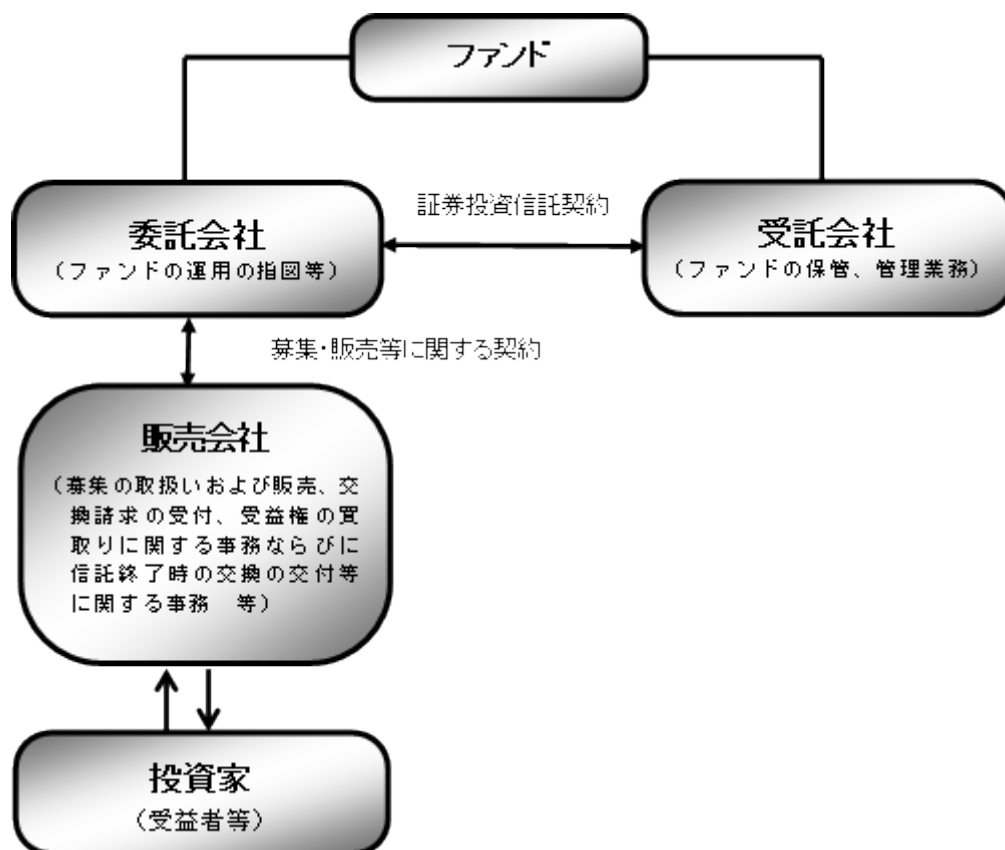 ファンド
証券投資信託契約
委託会社
(ファンドの運用の指図等)
受託会社
(ファンドの保管、管理業務)
募集・販売等に関する契約
販売会社
(募集の取扱いおよび販売、交
換請求の受付、受益権の買
取りに関する事務ならびに
信託終了時の交換の交付等
に関する事務　等)
投資家
(受益者等)